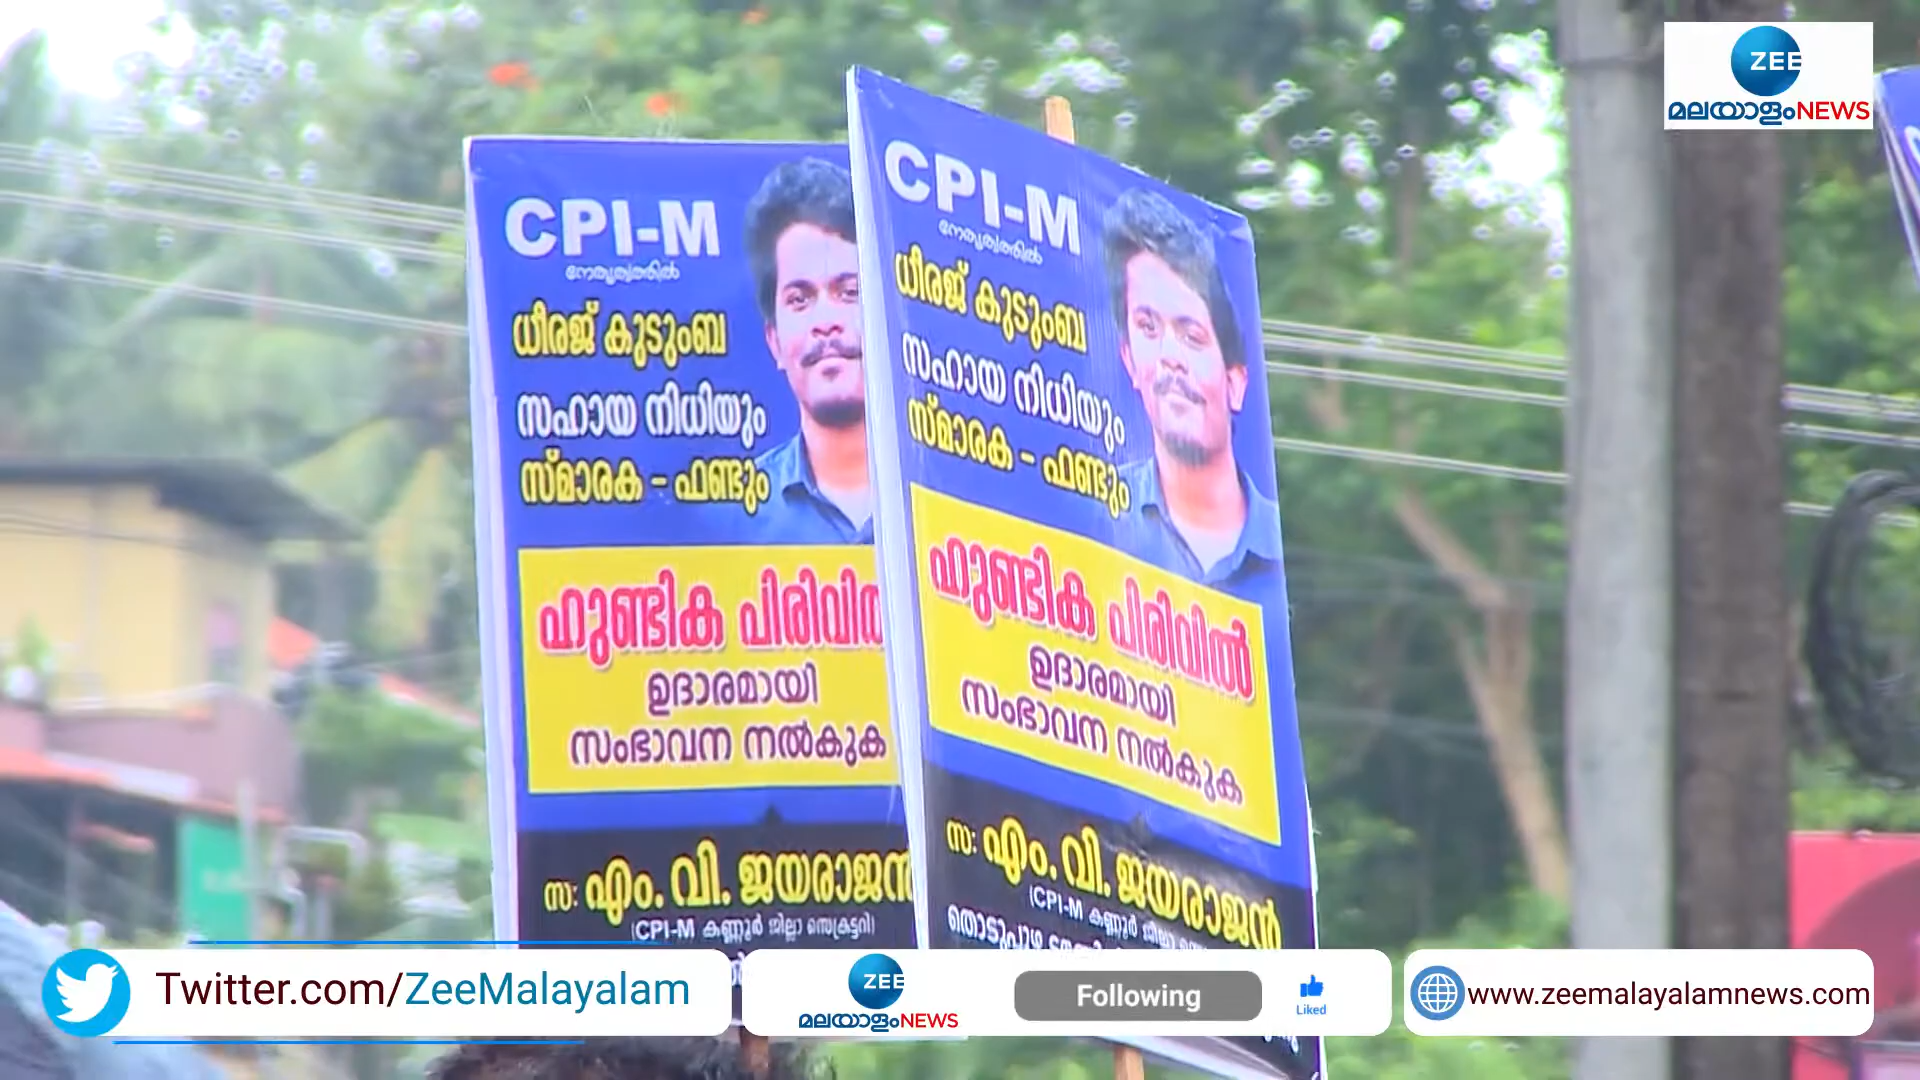 ZEE
മലയാളംNEWS
CPI-M
നേതൃത്വത്തിൽ
ധീരജ് കുടുംബ
സഹായ നിധിയും
സ്മാരക - ഫണ്ടും
ഹുണ്ടിക പിരിവിൽ
ഉദാരമായി
സംഭാവന നൽകുക
സ: എം. വി. ജയരാജൻ
(CPI-M കണ്ണൂർ ജില്ലാ സെക്രട്ടറി)
CPI-M
നേതൃത്വത്തിൽ
ധീരജ് കുടുംബ
സഹായ നിധിയും
സ്മാരക - ഫണ്ടും
ഹുണ്ടിക പിരിവിൽ
ഉദാരമായി
സംഭാവന നൽകുക
സ: എം. വി. ജയരാജൻ
(CPI-M കണ്ണൂർ ജില്ലാ
തൊടുപുഴ
Twitter.com/ZeeMalayalam
ZEE
മലയാളംNEWS
Following
Liked
www.zeemalayalamnews.com